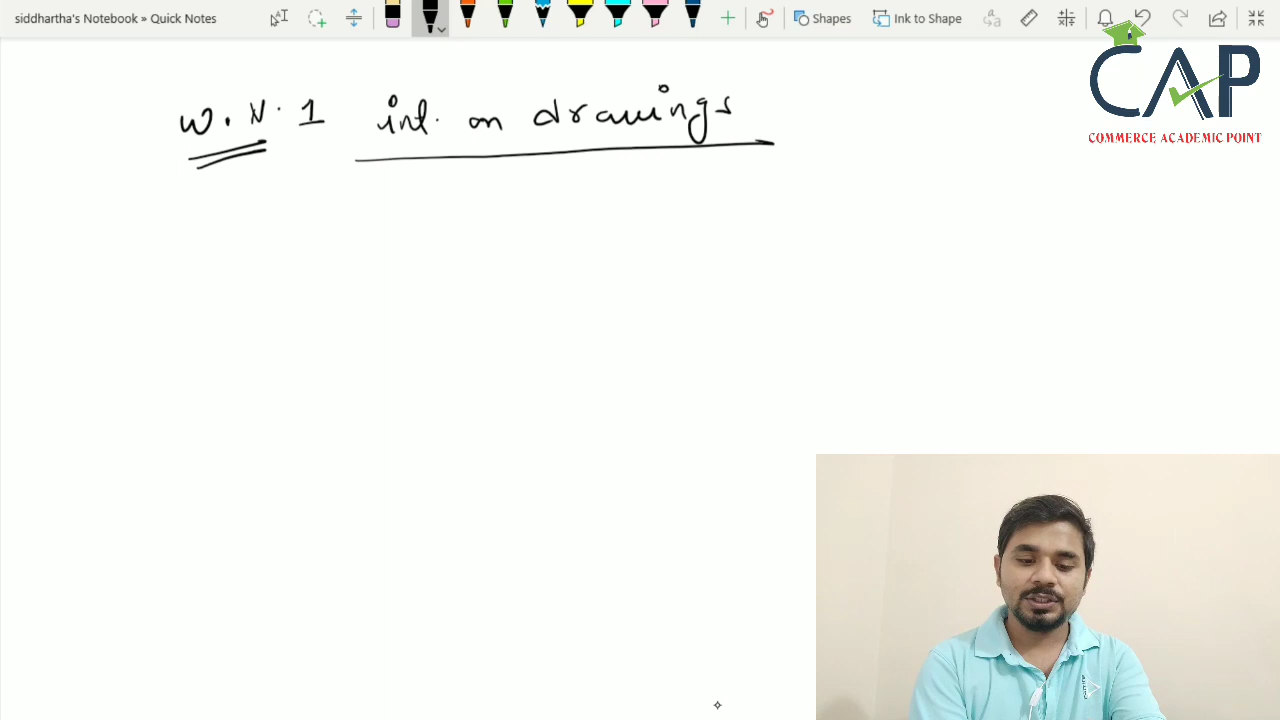 siddhartha's Notebook » Quick Notes
Shapes
Ink to Shape
CAP
COMMERCE ACADEMIC POINT
W.N.1 int. on drawings